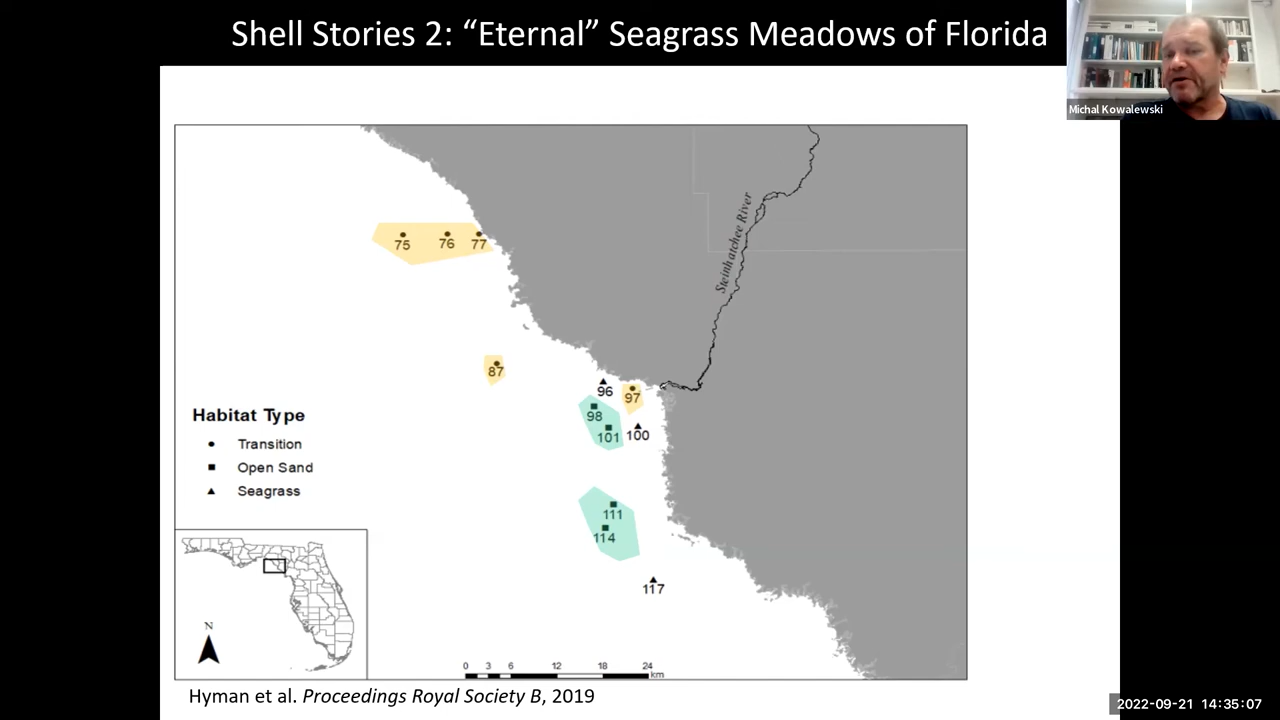 Shell Stories 2: “Eternal” Seagrass Meadows of Florida
Michal Kowalewski
Steinhatchee River
75 76 77
87
96
97
98
101 100
111
114
117
Habitat Type
Transition
Open Sand
Seagrass
N
0 3 6 12 18 24
km
Hyman et al. Proceedings Royal Society B, 2019
2022-09-21 14:35:07